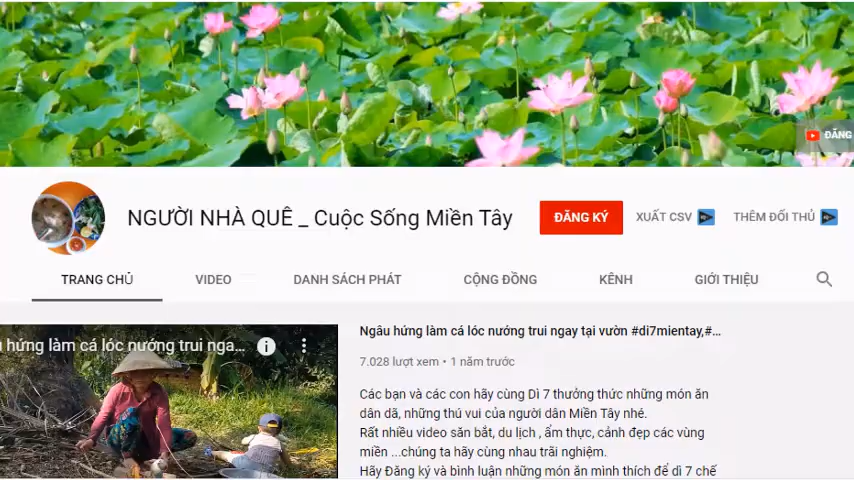 ĐĂNG
NGƯỜI NHÀ QUÊ _ Cuộc Sống Miền Tây
ĐĂNG KÝ
XUẤT CSV
THÊM ĐỐI THỦ
TRANG CHỦ
VIDEO
DANH SÁCH PHÁT
CỘNG ĐỒNG
KÊNH
GIỚI THIỆU
hứng làm cá lóc nướng trui nga...
Ngâu hứng làm cá lóc nướng trui ngay tại vườn #di7mientay,#...
7.028 lượt xem • 1 năm trước
Các bạn và các con hãy cùng Dì 7 thưởng thức những món ăn
dân dã, những thú vui của người dân Miền Tây nhé.
Rất nhiều video săn bắt, du lịch , ẩm thực, cảnh đẹp các vùng
miền ...chúng ta hãy cùng nhau trãi nghiệm.
Hãy Đăng ký và bình luận những món ăn mình thích để dì 7 chế